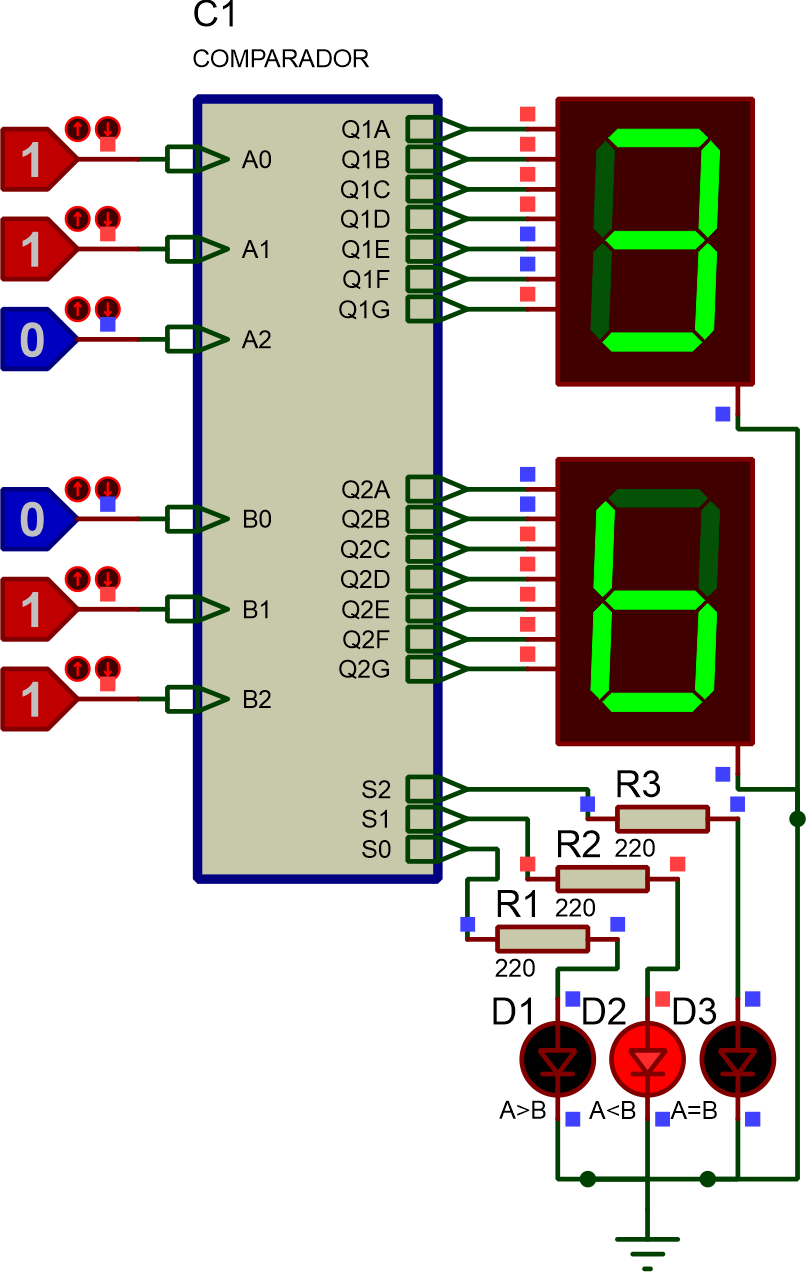 C1
COMPARADOR
1 A0 Q1A
1 A1 Q1B
0 A2 Q1C
Q1D
Q1E
Q1F
Q1G
3
0 B0 Q2A
1 B1 Q2B
1 B2 Q2C
Q2D
Q2E
Q2F
Q2G
6
S2
S1
S0
R3
220
R2
220
R1
220
D1 D2 D3
A>B A<B A=B